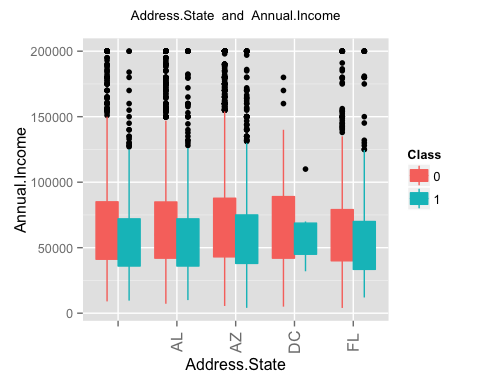 Address.State and Annual.Income
Annual.Income
200000
150000
100000
50000
0
AL
AZ
DC
FL
Address.State
Class
0
1